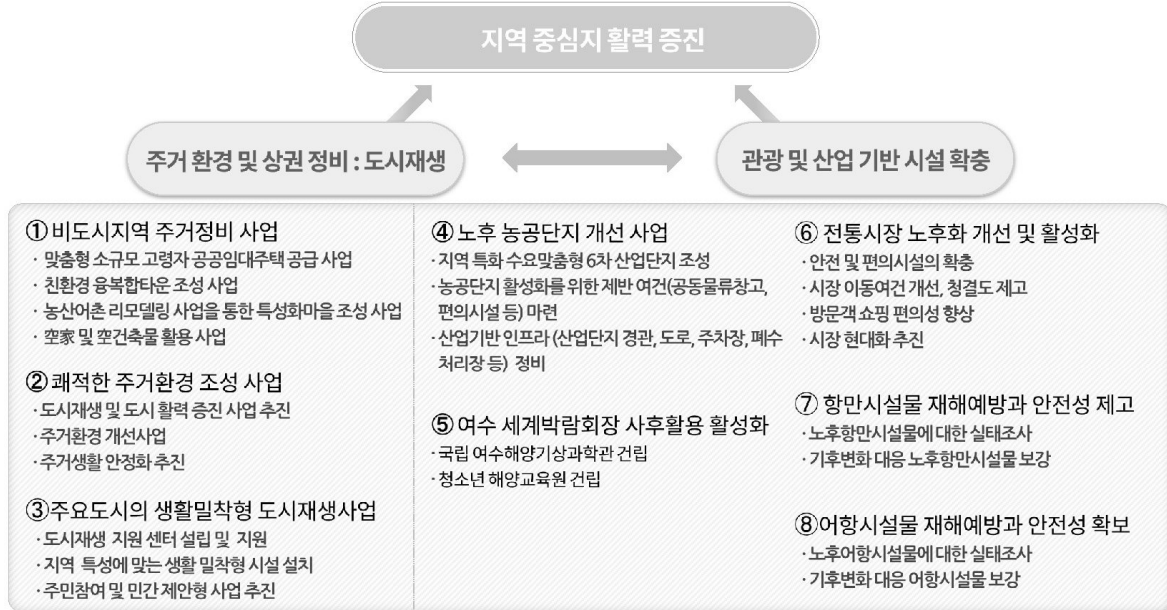 지역 중심지 활력 증진
주거 환경 및 상권 정비 : 도시재생
관광 및 산업 기반 시설 확충
① 비도시지역 주거정비 사업
· 맞춤형 소규모 고령자 공공임대주택 공급 사업
· 친환경 융복합타운 조성 사업
· 농산어촌 리모델링 사업을 통한 특성화마을 조성 사업
· 空家 및 空건축물 활용 사업
② 쾌적한 주거환경 조성 사업
· 도시재생 및 도시 활력 증진 사업 추진
· 주거환경 개선사업
· 주거생활 안정화 추진
③주요도시의 생활밀착형 도시재생사업
· 도시재생 지원 센터 설립 및 지원
· 지역 특성에 맞는 생활 밀착형 시설 설치
· 주민참여 및 민간 제안형 사업 추진
④ 노후 농공단지 개선 사업
· 지역 특화 수요맞춤형 6차 산업단지 조성
· 농공단지 활성화를 위한 제반 여건(공동물류창고,
편의시설 등) 마련
· 산업기반 인프라 (산업단지 경관, 도로, 주차장, 폐수
처리장 등) 정비
⑤ 여수 세계박람회장 사후활용 활성화
· 국립 여수해양기상과학관 건립
· 청소년 해양교육원 건립
⑥ 전통시장 노후화 개선 및 활성화
· 안전 및 편의시설의 확충
· 시장 이동여건 개선, 청결도 제고
· 방문객 쇼핑 편의성 향상
· 시장 현대화 추진
⑦ 항만시설물 재해예방과 안전성 제고
· 노후항만시설물에 대한 실태조사
· 기후변화 대응 노후항만시설물 보강
⑧어항시설물 재해예방과 안전성 확보
· 노후어항시설물에 대한 실태조사
· 기후변화 대응 어항시설물 보강